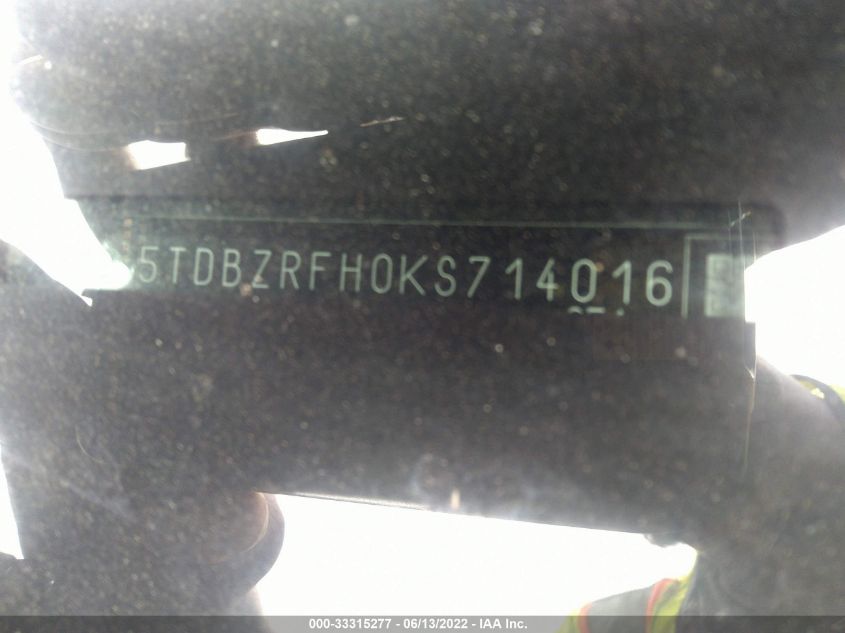 5TDBZRFH0KS714016
000-33315277 - 06/13/2022 - IAA Inc.